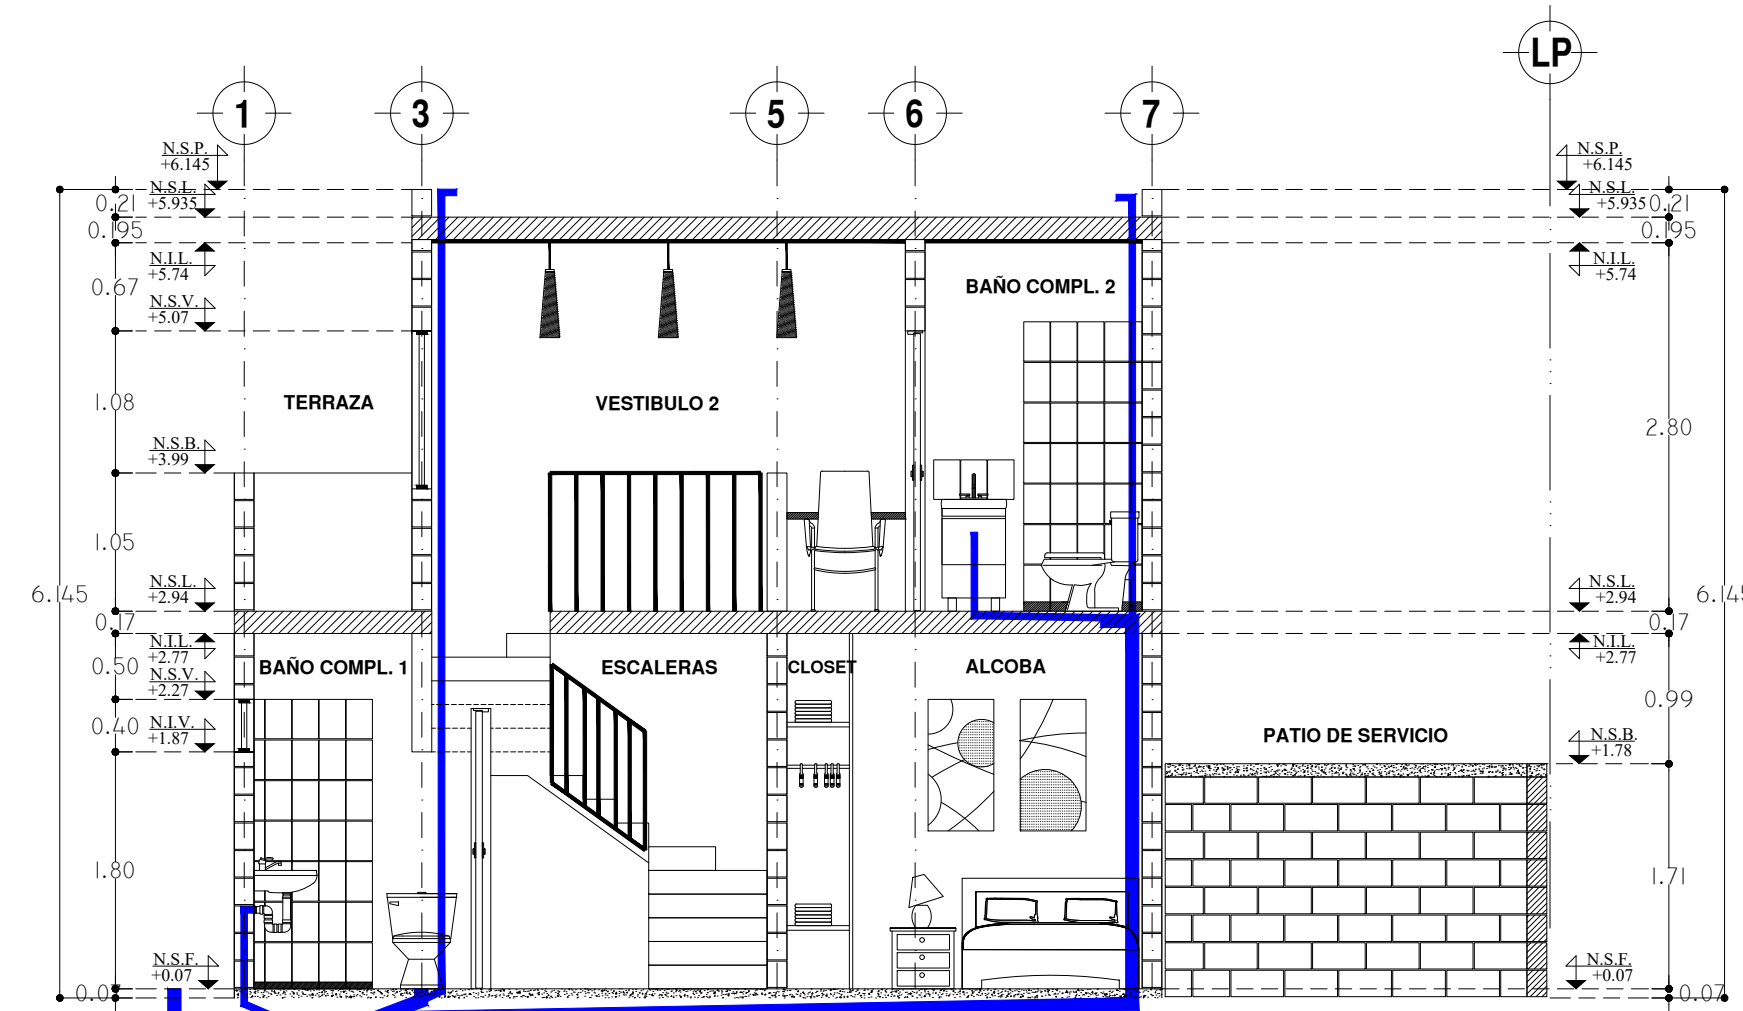 LP
1 3 5 6 7
N.S.P.
+6.145
N.S.L.
+5.935
0.21
0.195
N.I.L.
+5.74
0.67
N.S.V.
+5.07
1.08
N.S.B.
+3.99
1.05
N.S.L.
+2.94
6.145
0.17
N.I.L.
+2.77
0.50
N.S.V.
+2.27
0.40
N.I.V.
+1.87
1.80
N.S.F.
+0.07
0.07
BAÑO COMPL. 2
TERRAZA
VESTIBULO 2
BAÑO COMPL. 1
ESCALERAS
CLOSET
ALCOBA
PATIO DE SERVICIO
N.S.P.
+6.145
N.S.L.
+5.935
0.21
0.195
N.I.L.
+5.74
2.80
N.S.L.
+2.94
6.145
0.17
N.I.L.
+2.77
0.99
N.S.B.
+1.78
1.71
N.S.F.
+0.07
0.07